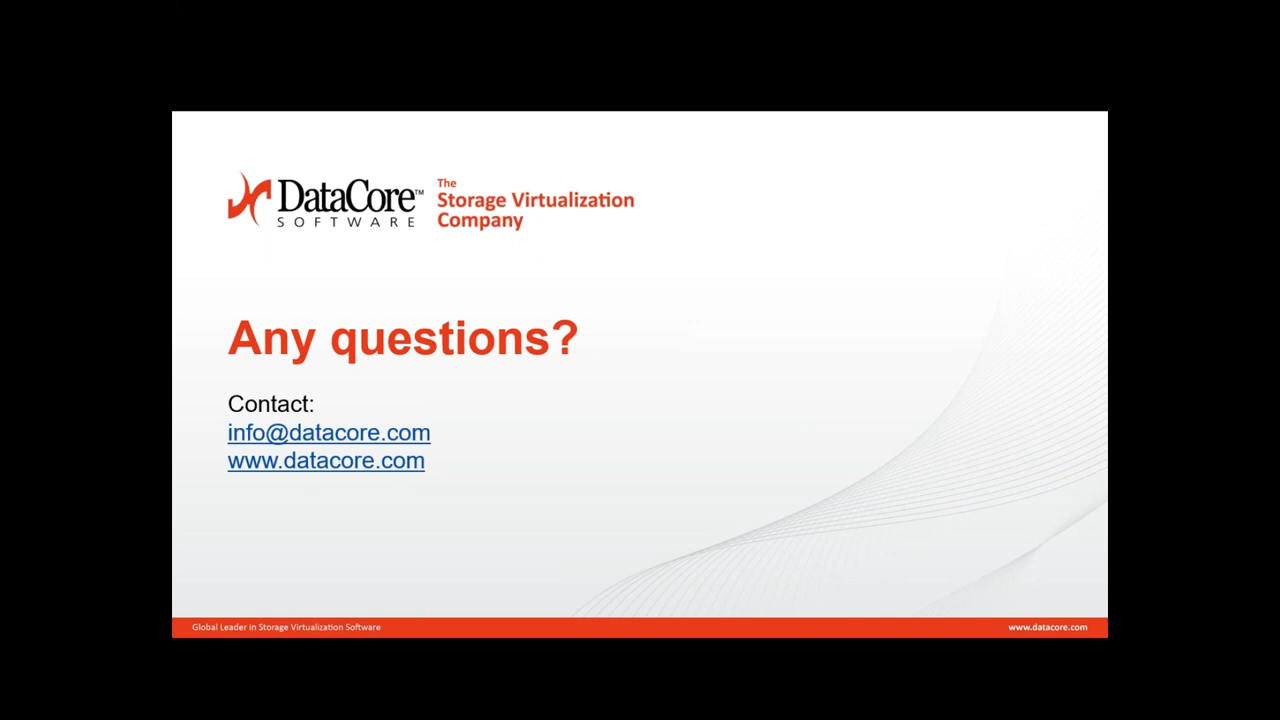 DataCore™
SOFTWARE
The
Storage Virtualization
Company
Any questions?
Contact:
info@datacore.com
www.datacore.com
Global Leader in Storage Virtualization Software
www.datacore.com